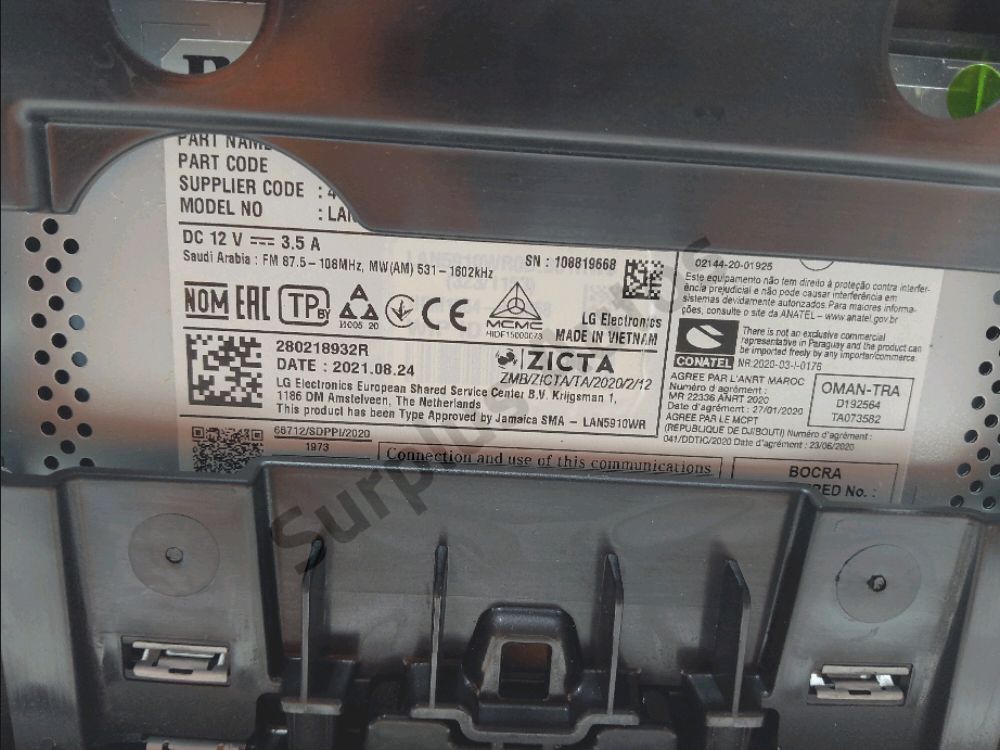 PART NAME
PART CODE
SUPPLIER CODE : 4
MODEL NO : LAN
DC 12 V 3.5 A
SN : 108819668
Saudi Arabia : FM 87.5 – 108MHz, MW(AM) 531 – 1602kHz
NOM EAC TP BY И005 20 CE MCMC
HIDF15000073
LG Electronics
MADE IN VIETNAM
280218932R
DATE : 2021.08.24
ZICTA
ZMB/ZICTA/TA/2020/2/12
LG Electronics European Shared Service Center B.V. Krijgsman 1,
1186 DM Amstelveen, The Netherlands
This product has been Type Approved by Jamaica SMA – LAN5910WR
66712/SDPPI/2020
1973
Connection and use of this communications
02144-20-01925
Este equipamento não tem direito à proteção contra interfer-
ência prejudicial e não pode causar interferência em
sistemas devidamente autorizados. Para maiores informa-
ções, consulte o site da ANATEL – www.anatel.gov.br
CONATEL
There is not an exclusive commercial
representative in Paraguay and the product can
be imported freely by any importer/commerce
NR:2020-03-I-0176
AGREE PAR L'ANRT MAROC
Numéro d'agrément :
MR 22336 ANRT 2020
Date d'agrément : 27/01/2020
AGREE PAR LE MCPT
(REPUBLIQUE DE DJIBOUTI) Numéro d'agrément :
041/DDTIC/2020 Date d'agrément : 23/06/2020
OMAN-TRA
D192564
TA073582
BOCRA
RED No. :